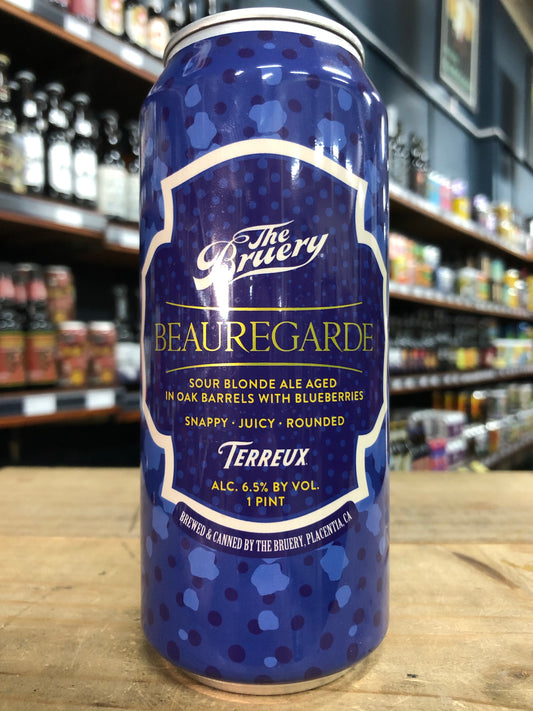 The
Bruery
BEAUREGARDE
SOUR BLONDE ALE AGED
IN OAK BARRELS WITH BLUEBERRIES
SNAPPY · JUICY · ROUNDED
TERREUX
ALC. 6.5% BY VOL.
1 PINT
BREWED & CANNED BY THE BRUERY, PLACENTIA, CA